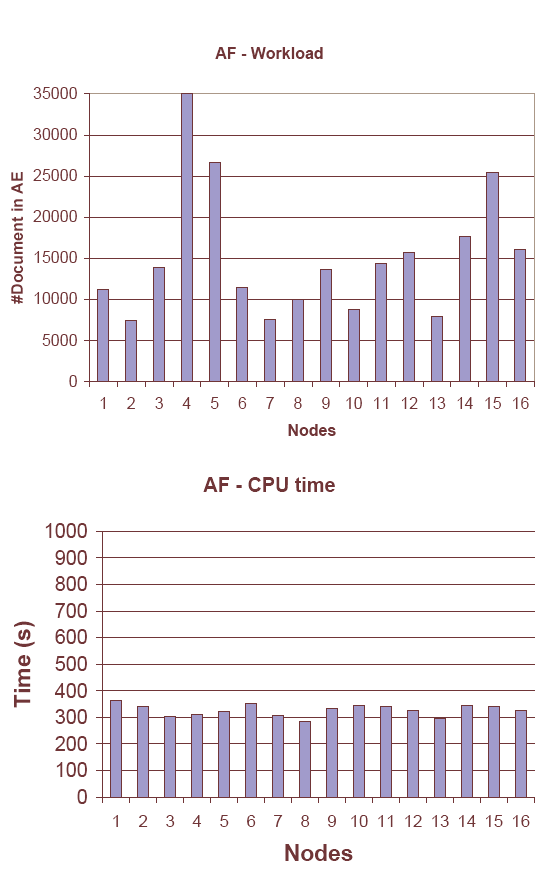 AF - Workload
#Document in AE
35000
30000
25000
20000
15000
10000
5000
0
1 2 3 4 5 6 7 8 9 10 11 12 13 14 15 16
Nodes
AF - CPU time
Time (s)
1000
900
800
700
600
500
400
300
200
100
0
1 2 3 4 5 6 7 8 9 10 11 12 13 14 15 16
Nodes